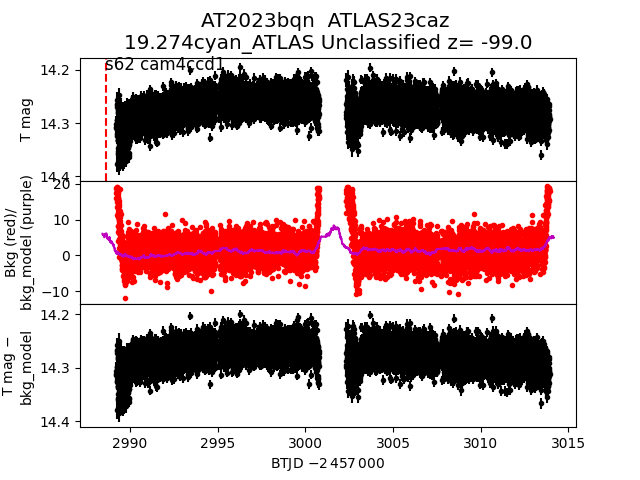 AT2023bqn  ATLAS23caz
19.274cyan_ATLAS Unclassified z= -99.0
s62 cam4ccd1
T mag
14.2
14.3
14.4
Bkg (red)/
bkg_model (purple)
20
10
0
−10
T mag −
bkg_model
14.2
14.3
14.4
2990 2995 3000 3005 3010 3015
BTJD −2 457 000